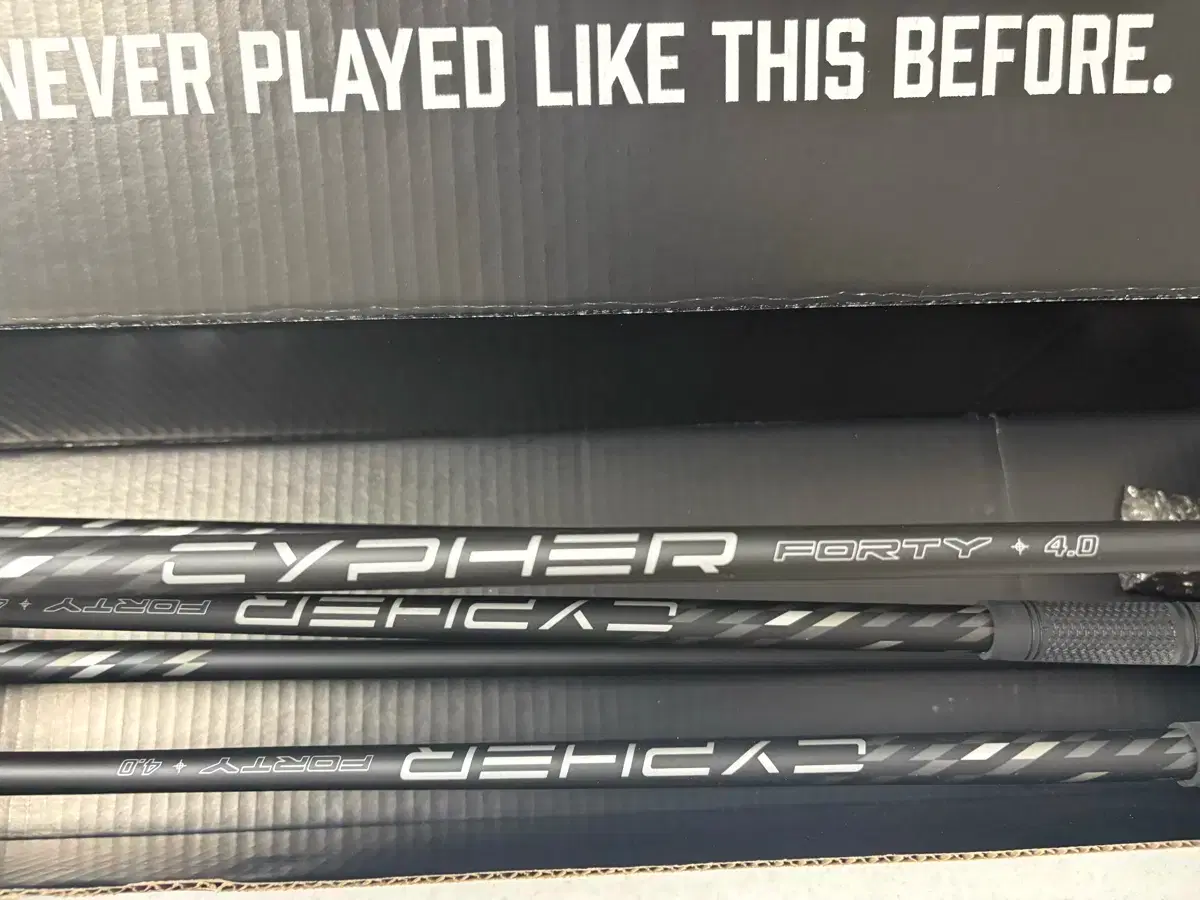 NEVER PLAYED LIKE THIS BEFORE.
CYPHER FORTY 4.0
FORTY CYPHER
CYPHER FORTY 4.0